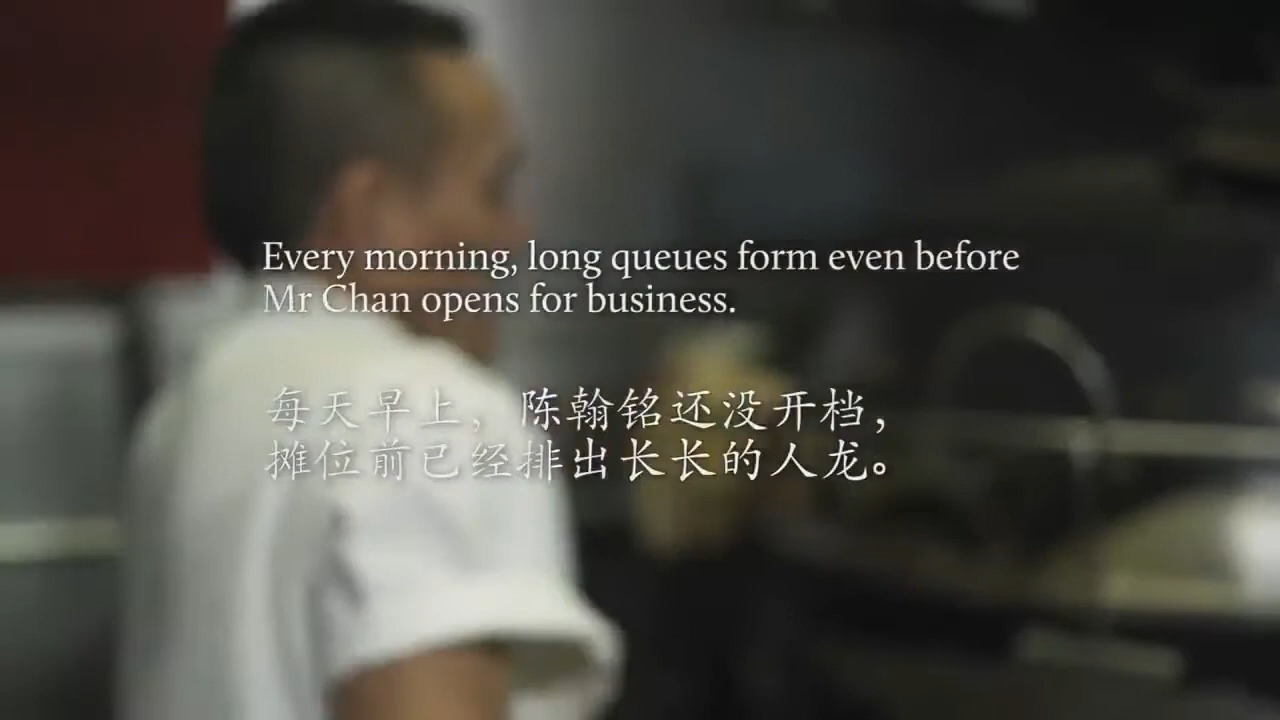 Every morning, long queues form even before
Mr Chan opens for business.
每天早上，陈翰铭还没开档，
摊位前已经排出长长的人龙。